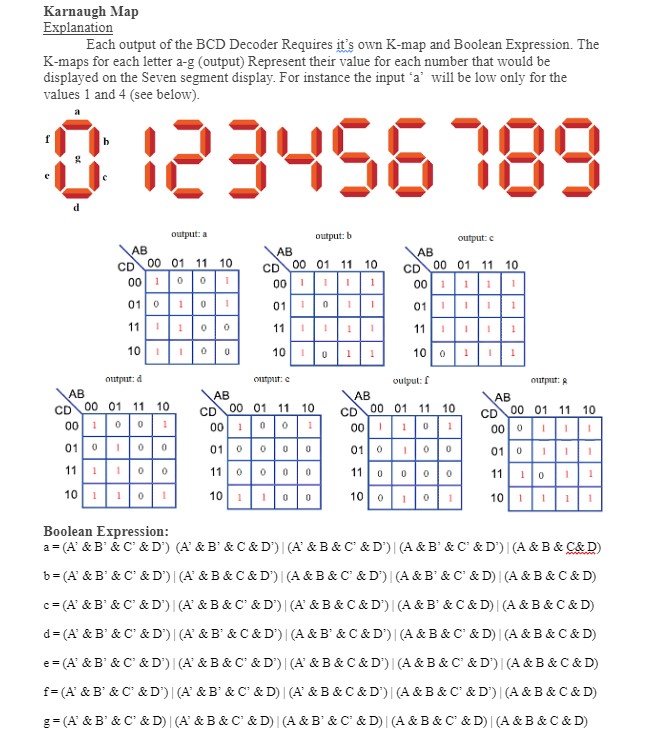 Karnaugh Map
Explanation
Each output of the BCD Decoder Requires it's own K-map and Boolean Expression. The
K-maps for each letter a-g (output) Represent their value for each number that would be
displayed on the Seven segment display. For instance the input 'a' will be low only for the
values 1 and 4 (see below).
a
f b
g
e c
d
0 1 2 3 4 5 6 7 8 9
output: a
AB
CD 00 01 11 10
00 1 0 0 1
01 0 1 0 1
11 1 1 0 0
10 1 1 0 0
output: b
AB
CD 00 01 11 10
00 1 1 1 1
01 1 0 1 1
11 1 1 1 1
10 1 0 1 1
output: c
AB
CD 00 01 11 10
00 1 1 1 1
01 1 1 1 1
11 1 1 1 1
10 0 1 1 1
output: d
AB
CD 00 01 11 10
00 1 0 0 1
01 0 1 0 0
11 1 1 0 0
10 1 1 0 1
output: e
AB
CD 00 01 11 10
00 1 0 0 1
01 0 0 0 0
11 0 0 0 0
10 1 1 0 0
output: f
AB
CD 00 01 11 10
00 1 1 0 1
01 0 1 0 0
11 0 0 0 0
10 0 1 0 1
output: g
AB
CD 00 01 11 10
00 0 1 1 1
01 0 1 1 1
11 1 0 1 1
10 1 1 1 1
Boolean Expression:
a = (A' & B' & C' & D') (A' & B' & C & D') | (A' & B & C' & D') | (A & B' & C' & D') | (A & B & C& D)
b = (A' & B' & C' & D') | (A' & B & C & D') | (A & B & C' & D') | (A & B' & C' & D) | (A & B & C & D)
c = (A' & B' & C' & D') | (A' & B & C' & D') | (A' & B & C & D') | (A & B' & C & D) | (A & B & C & D)
d = (A' & B' & C' & D') | (A' & B' & C & D') | (A & B' & C & D') | (A & B & C' & D) | (A & B & C & D)
e = (A' & B' & C' & D') | (A' & B & C' & D') | (A' & B & C & D') | (A & B & C' & D') | (A & B & C & D)
f= (A' & B' & C' & D') | (A' & B' & C' & D) | (A' & B & C & D') | (A & B & C' & D') | (A & B & C & D)
g = (A' & B' & C' & D) | (A' & B & C' & D) | (A & B' & C' & D) | (A & B & C' & D) | (A & B & C & D)